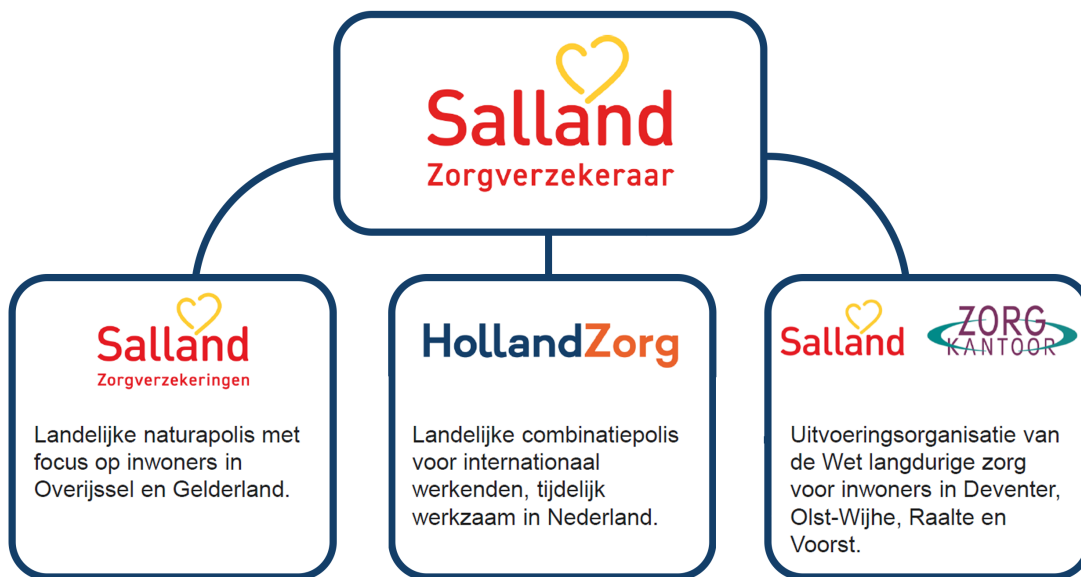 Salland
Zorgverzekeraar
Salland
Zorgverzekeringen
Landelijke naturapolis met
focus op inwoners in
Overijssel en Gelderland.
HollandZorg
Landelijke combinatiepolis
voor internationaal
werkenden, tijdelijk
werkzaam in Nederland.
Salland
ZORG
KANTOOR
Uitvoeringsorganisatie van
de Wet langdurige zorg
voor inwoners in Deventer,
Olst-Wijhe, Raalte en
Voorst.